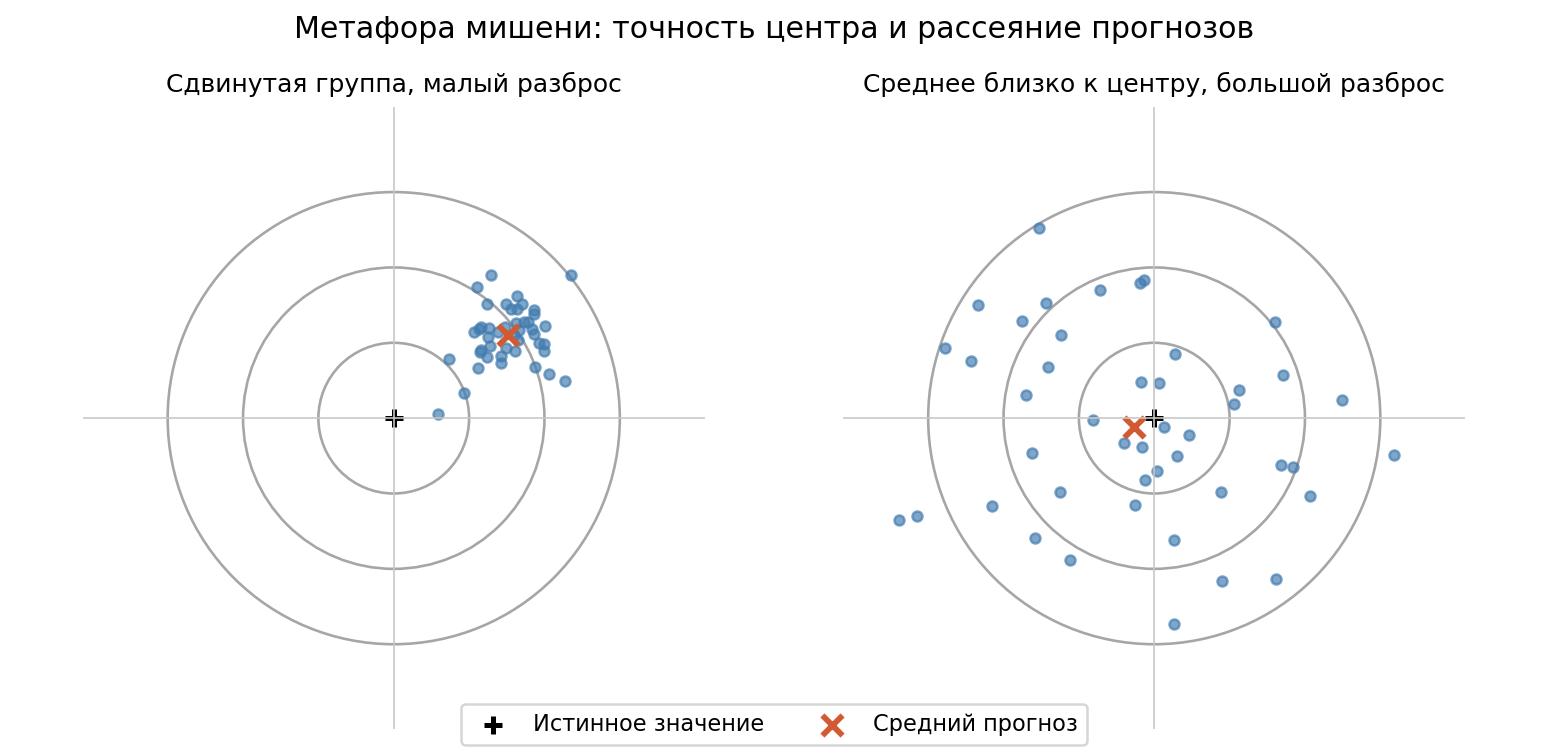 Метафора мишени: точность центра и рассеяние прогнозов
Сдвинутая группа, малый разброс
Среднее близко к центру, большой разброс
Истинное значение
Средний прогноз